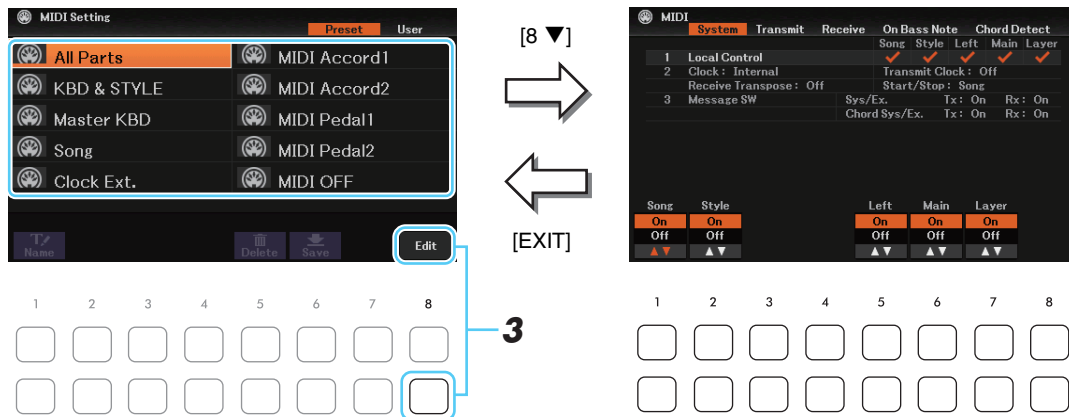 MIDI Setting
Preset User
All Parts MIDI Accord1
KBD & STYLE MIDI Accord2
Master KBD MIDI Pedal1
Song MIDI Pedal2
Clock Ext. MIDI OFF
T/
Name Delete Save Edit
1 2 3 4 5 6 7 8
3
[8 ▼]
[EXIT]
MIDI
System Transmit Receive On Bass Note Chord Detect
Song Style Left Main Layer
1 Local Control
2 Clock : Internal Transmit Clock : Off
Receive Transpose : Off Start/Stop : Song
3 Message SW Sys/Ex. Tx : On Rx : On
Chord Sys/Ex. Tx : On Rx : On
Song Style Left Main Layer
On On On On On
Off Off Off Off Off
▲▼ ▲▼ ▲▼ ▲▼ ▲▼
1 2 3 4 5 6 7 8